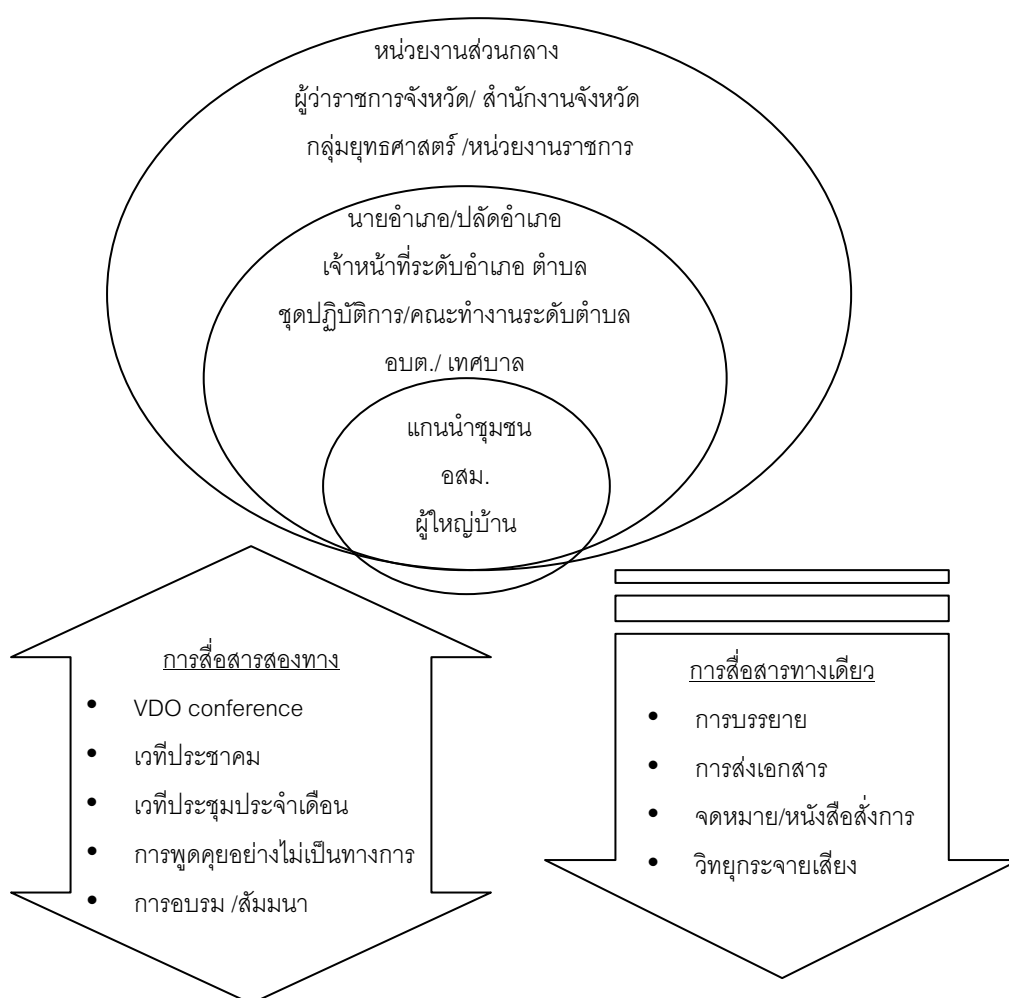 หน่วยงานส่วนกลาง
ผู้ว่าราชการจังหวัด/ สำนักงานจังหวัด
กลุ่มยุทธศาสตร์ /หน่วยงานราชการ
นายอำเภอ/ปลัดอำเภอ
เจ้าหน้าที่ระดับอำเภอ ตำบล
ชุดปฏิบัติการ/คณะทำงานระดับตำบล
อบต./ เทศบาล
แกนนำชุมชน
อสม.
ผู้ใหญ่บ้าน
การสื่อสารสองทาง
• VDO conference
• เวทีประชาคม
• เวทีประชุมประจำเดือน
• การพูดคุยอย่างไม่เป็นทางการ
• การอบรม /สัมมนา
การสื่อสารทางเดียว
• การบรรยาย
• การส่งเอกสาร
• จดหมาย/หนังสือสั่งการ
• วิทยุกระจายเสียง